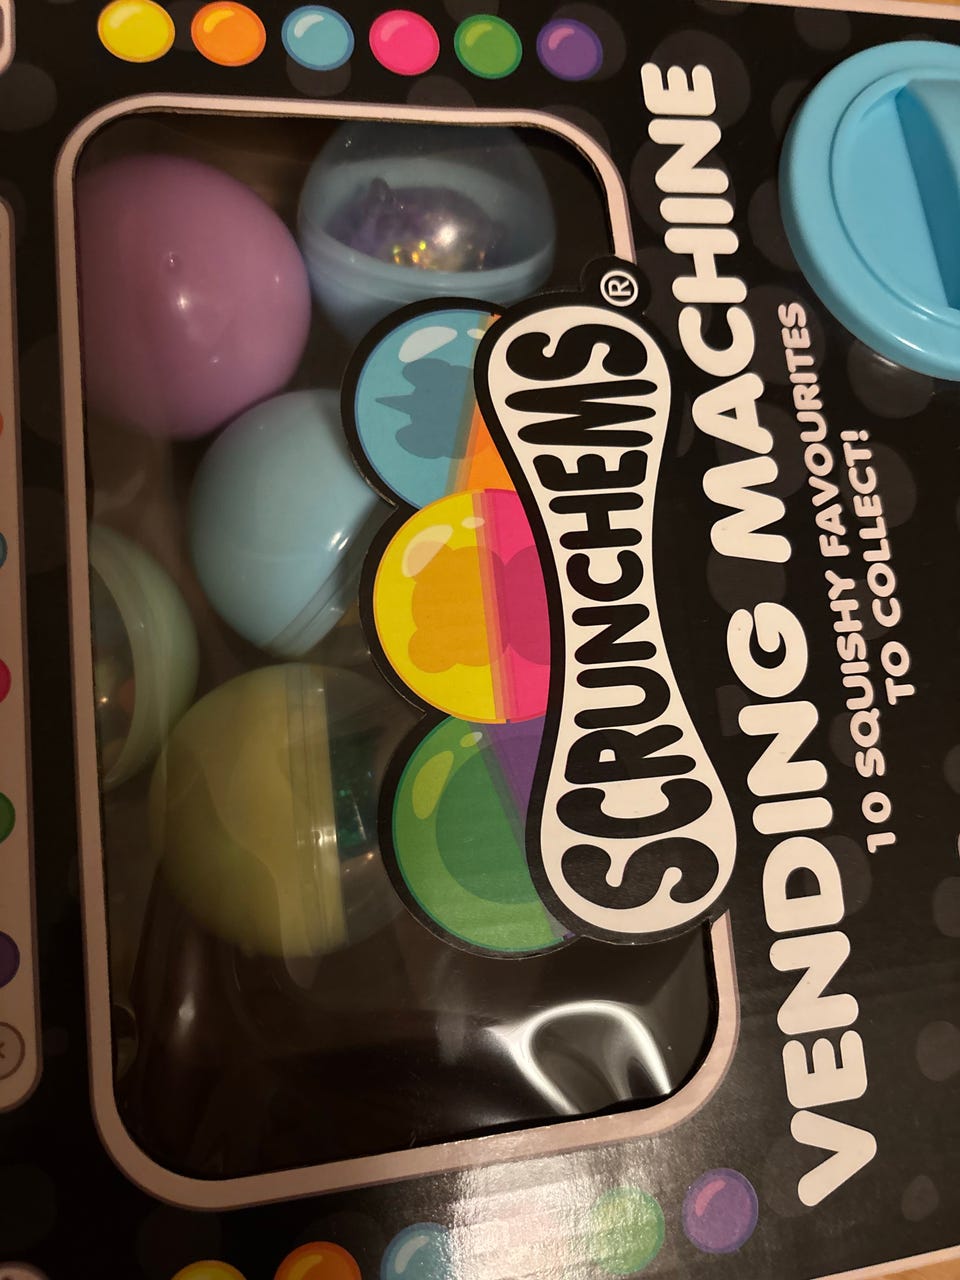 SCRUNCHEMS®
VENDING MACHINE
10 SQUISHY FAVOURITES
TO COLLECT!